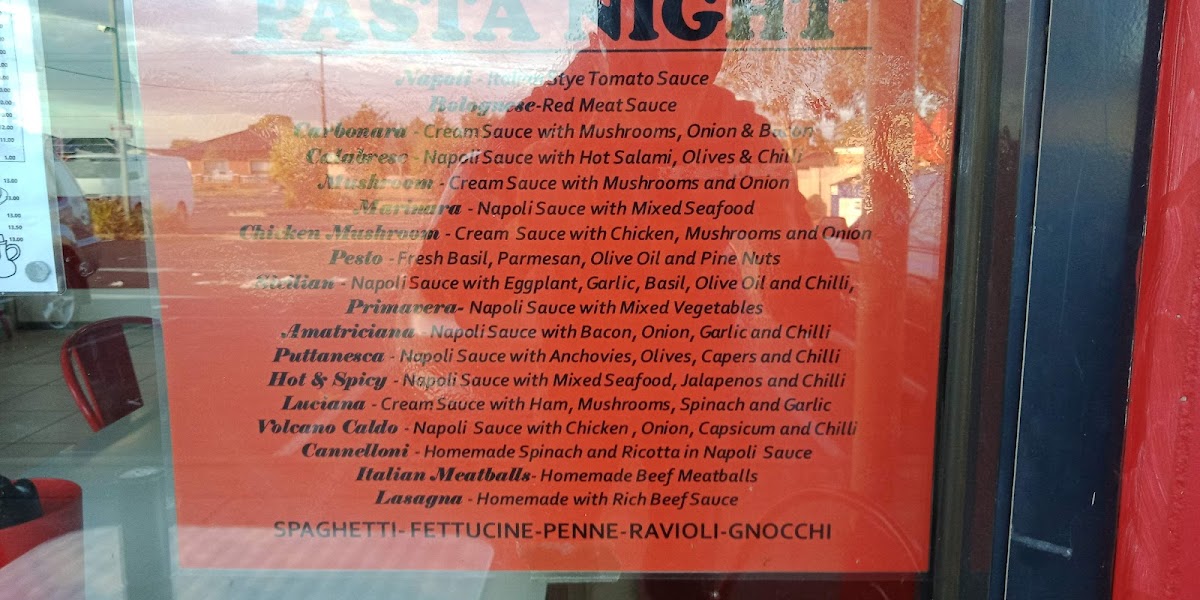 PASTA NIGHT
Napoli - Italian Stye Tomato Sauce
Bolognese-Red Meat Sauce
Carbonara - Cream Sauce with Mushrooms, Onion & Bacon
Calabrese - Napoli Sauce with Hot Salami, Olives & Chilli
Mushroom - Cream Sauce with Mushrooms and Onion
Marinara - Napoli Sauce with Mixed Seafood
Chicken Mushroom - Cream Sauce with Chicken, Mushrooms and Onion
Pesto - Fresh Basil, Parmesan, Olive Oil and Pine Nuts
Sicilian - Napoli Sauce with Eggplant, Garlic, Basil, Olive Oil and Chilli,
Primavera- Napoli Sauce with Mixed Vegetables
Amatriciana - Napoli Sauce with Bacon, Onion, Garlic and Chilli
Puttanesca - Napoli Sauce with Anchovies, Olives, Capers and Chilli
Hot & Spicy - Napoli Sauce with Mixed Seafood, Jalapenos and Chilli
Luciana - Cream Sauce with Ham, Mushrooms, Spinach and Garlic
Volcano Caldo - Napoli Sauce with Chicken , Onion, Capsicum and Chilli
Cannelloni - Homemade Spinach and Ricotta in Napoli Sauce
Italian Meatballs- Homemade Beef Meatballs
Lasagna - Homemade with Rich Beef Sauce
SPAGHETTI- FETTUCINE-PENNE-RAVIOLI-GNOCCHI
13.00
13.50
13.00